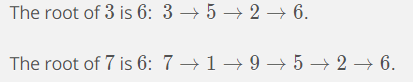 The root of 3 is 6: 3 → 5 → 2 → 6.
The root of 7 is 6: 7 → 1 → 9 → 5 → 2 → 6.